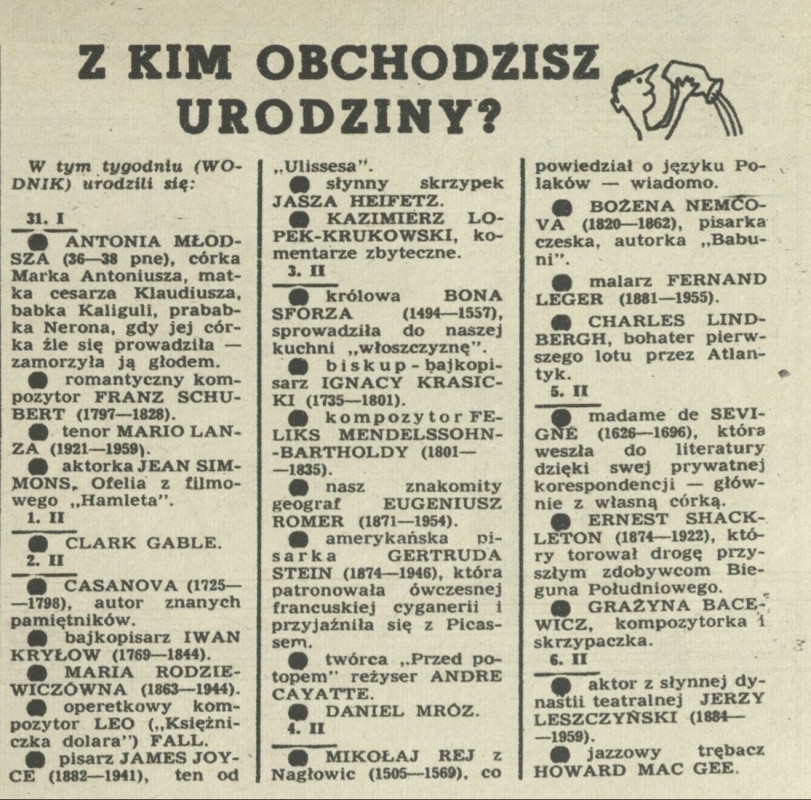 Z KIM OBCHODZISZ
URODZINY?
W tym tygodniu (WO-
DNIK) urodzili się:
31. I
● ANTONIA MŁOD-
SZA (36—38 pne), córka
Marka Antoniusza, mat-
ka cesarza Klaudiusza,
babka Kaliguli, prabab-
ka Nerona, gdy jej cór-
ka źle się prowadziła —
zamorzyła ją głodem.
● romantyczny kom-
pozytor FRANZ SCHU-
BERT (1797—1828).
● tenor MARIO LAN-
ZA (1921—1959).
● aktorka JEAN SIM-
MONS, Ofelia z filmo-
wego „Hamleta”.
1. II
● CLARK GABLE.
2. II
● CASANOVA (1725—
—1798), autor znanych
pamiętników.
● bajkopisarz IWAN
KRYŁOW (1769—1844).
● MARIA RODZIE-
WICZÓWNA (1863—1944).
● operetkowy kom-
pozytor LEO („Księżni-
czka dolara”) FALL.
● pisarz JAMES JOY-
CE (1882—1941), ten od
„Ulissesa”.
● słynny skrzypek
JASZA HEIFETZ.
● KAZIMIERZ LO-
PEK-KRUKOWSKI, ko-
mentarze zbyteczne.
3. II
● królowa BONA
SFORZA (1494—1557),
sprowadziła do naszej
kuchni „włoszczyznę”.
● biskup-bajkopi-
sarz IGNACY KRASIC-
KI (1735—1801).
● kompozytor FE-
LIKS MENDELSSOHN-
-BARTHOLDY (1801—
—1835).
● nasz znakomity
geograf EUGENIUSZ
ROMER (1871—1954).
● amerykańska pi-
sarka GERTRUDA
STEIN (1874—1946), która
patronowała ówczesnej
francuskiej cyganerii i
przyjaźniła się z Picas-
sem.
● twórca „Przed po-
topem” reżyser ANDRE
CAYATTE.
● DANIEL MRÓZ.
4. II
● MIKOŁAJ REJ z
Nagłowic (1505—1569), co
powiedział o języku Po-
laków — wiadomo.
● BOŻENA NEMCO-
VA (1820—1862), pisarka
czeska, autorka „Babu-
ni”.
● malarz FERNAND
LEGER (1881—1955).
● CHARLES LIND-
BERGH, bohater pierw-
szego lotu przez Atlan-
tyk.
5. II
● madame de SEVI-
GNÉ (1626—1696), która
weszła do literatury
dzięki swej prywatnej
korespondencji — głów-
nie z własną córką.
● ERNEST SHACK-
LETON (1874—1922), któ-
ry torował drogę przy-
szłym zdobywcom Bie-
guna Południowego.
● GRAŻYNA BACE-
WICZ, kompozytorka i
skrzypaczka.
6. II
● aktor z słynnej dy-
nastii teatralnej JERZY
LESZCZYŃSKI (1884—
—1959).
● jazzowy trębacz
HOWARD MAC GEE.